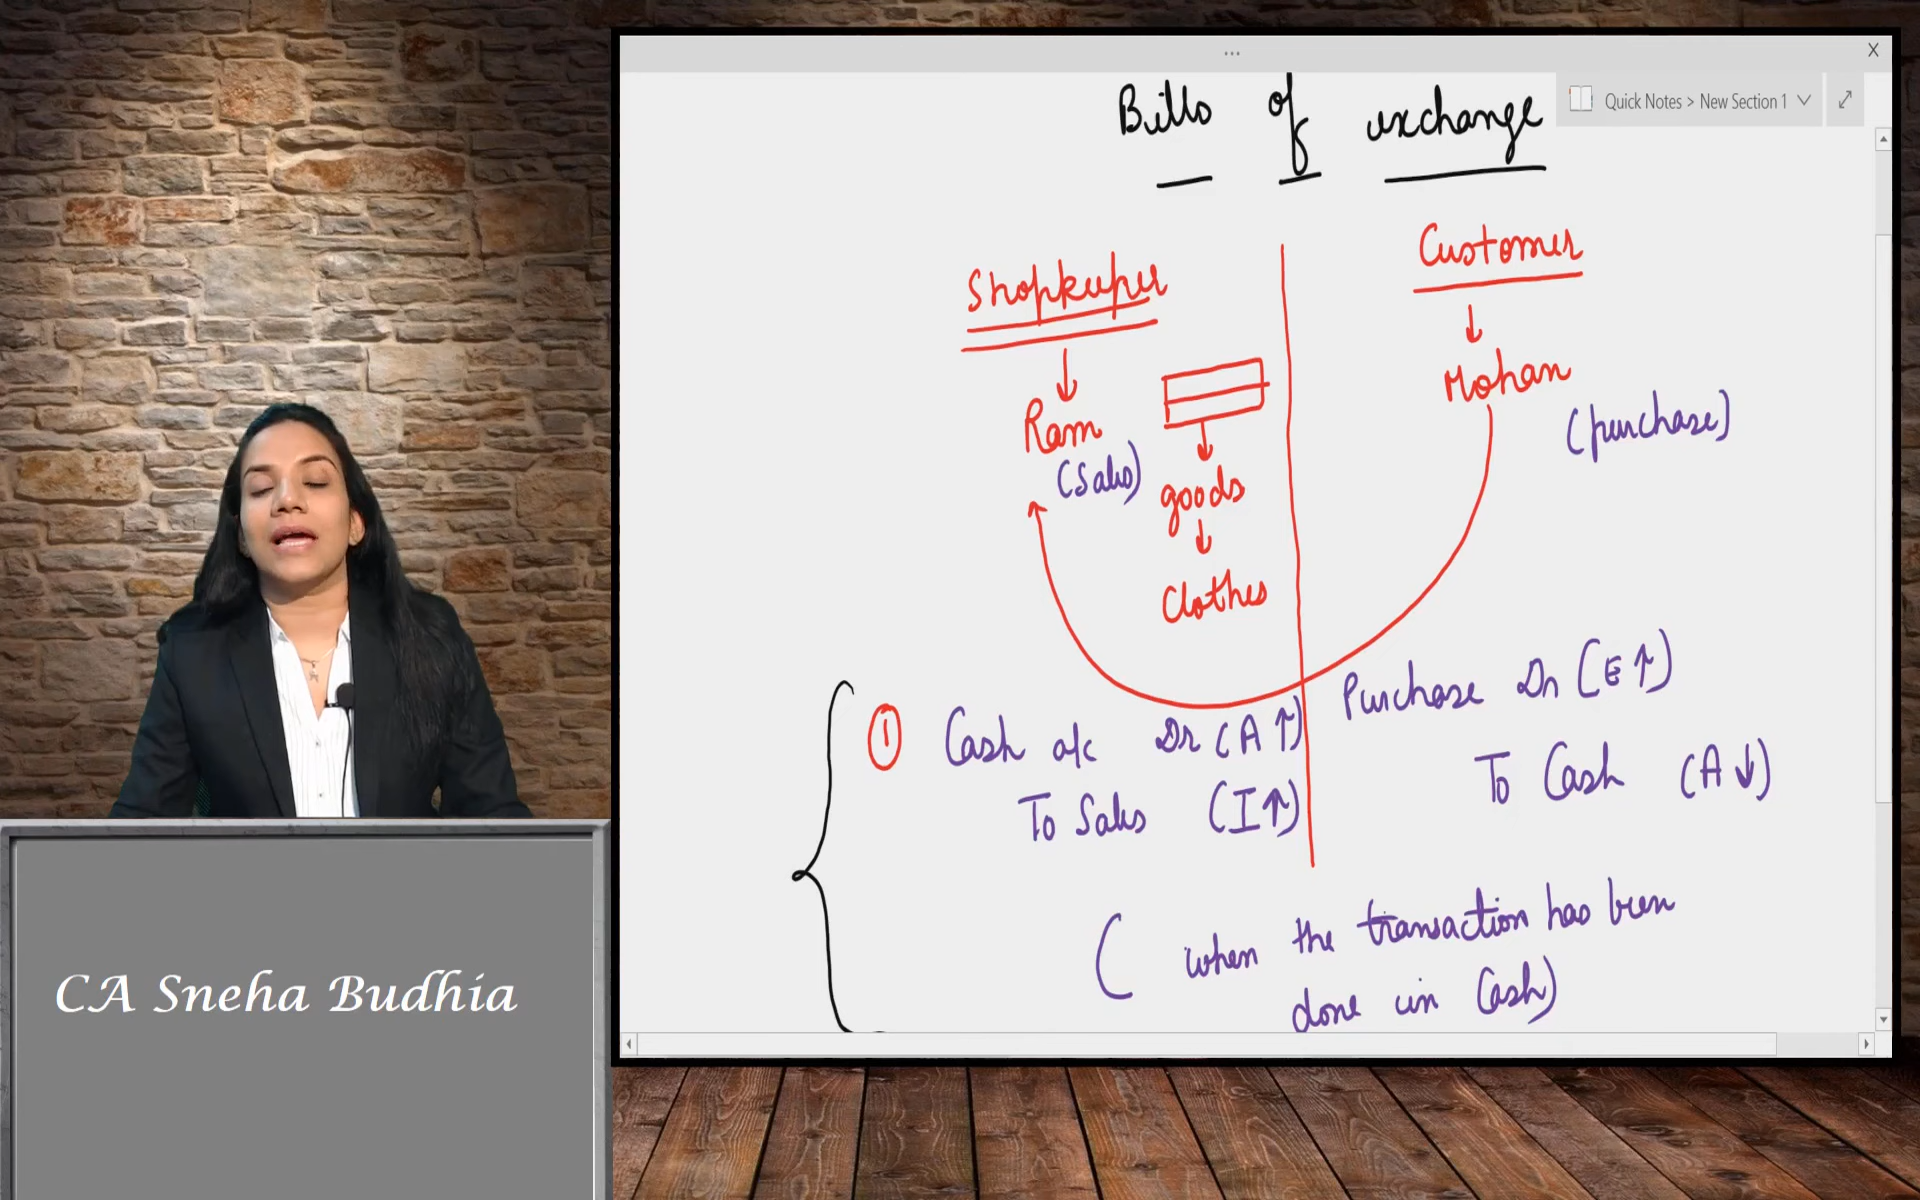 ...
X
Quick Notes > New Section 1
Bills of exchange
Shopkeeper
Customer
Ram
Mohan
(Sales)
(purchase)
goods
Clothes
① Cash a/c Dr (A↑)
To Sales (I↑)
Purchase Dr (E↑)
To Cash (A↓)
( when the transaction has been
done in Cash)
CA Sneha Budhia